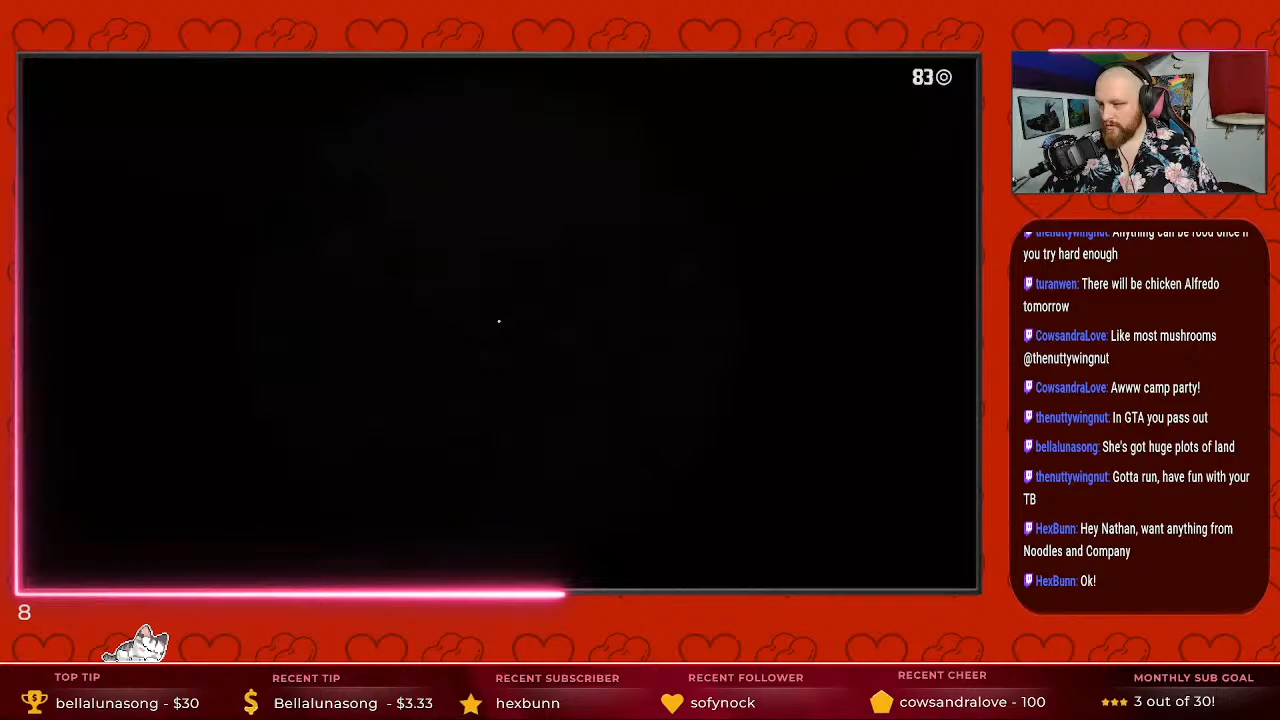 83
thenuttywingnut: Anything can be food once if
you try hard enough
turanwen: There will be chicken Alfredo
tomorrow
CowsandraLove: Like most mushrooms
@thenuttywingnut
CowsandraLove: Awww camp party!
thenuttywingnut: In GTA you pass out
bellalunasong: She's got huge plots of land
thenuttywingnut: Gotta run, have fun with your
TB
HexBunn: Hey Nathan, want anything from
Noodles and Company
HexBunn: Ok!
8
TOP TIP
bellalunasong - $30
RECENT TIP
Bellalunasong - $3.33
RECENT SUBSCRIBER
hexbunn
RECENT FOLLOWER
sofynock
RECENT CHEER
cowsandralove - 100
MONTHLY SUB GOAL
3 out of 30!